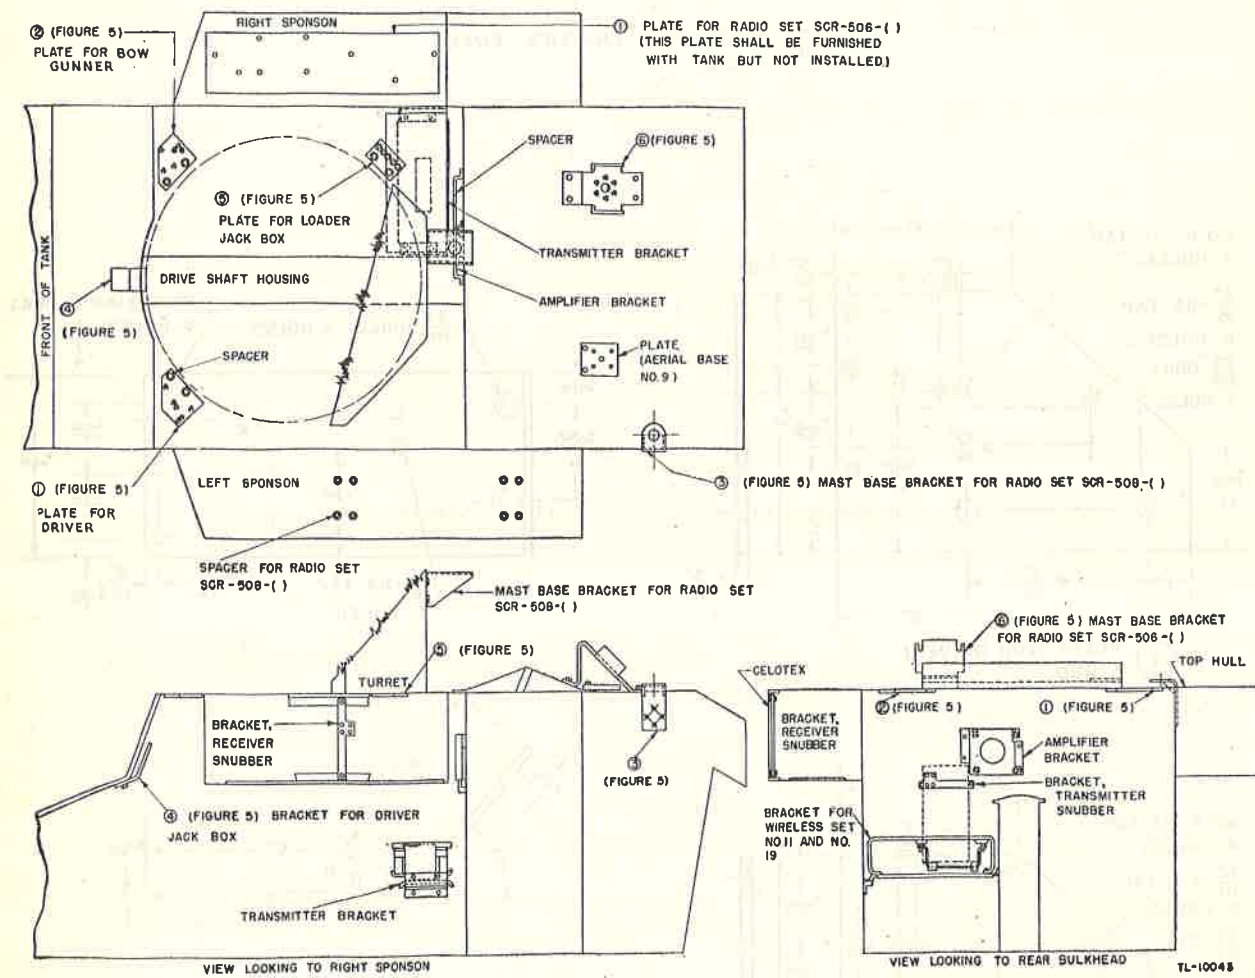 ② (FIGURE 5)
PLATE FOR BOW
GUNNER
RIGHT SPONSON
① PLATE FOR RADIO SET SCR-506-( )
(THIS PLATE SHALL BE FURNISHED
WITH TANK BUT NOT INSTALLED)
SPACER
⑥ (FIGURE 5)
⑤ (FIGURE 5)
PLATE FOR LOADER
JACK BOX
TRANSMITTER BRACKET
FRONT OF TANK
DRIVE SHAFT HOUSING
④
(FIGURE 5)
AMPLIFIER BRACKET
SPACER
PLATE
(AERIAL BASE
NO.9)
① (FIGURE 5)
PLATE FOR
DRIVER
LEFT SPONSON
③ (FIGURE 5) MAST BASE BRACKET FOR RADIO SET SCR-508-( )
SPACER FOR RADIO SET
SCR-508-( )
MAST BASE BRACKET FOR RADIO SET
SCR-508-( )
⑤ (FIGURE 5)
TURRET
BRACKET,
RECEIVER
SNUBBER
③
(FIGURE 5)
④ (FIGURE 5) BRACKET FOR DRIVER
JACK BOX
TRANSMITTER BRACKET
VIEW LOOKING TO RIGHT SPONSON
⑥ (FIGURE 5) MAST BASE BRACKET
FOR RADIO SET SCR-506-( )
CELOTEX
TOP HULL
② (FIGURE 5)
① (FIGURE 5)
BRACKET,
RECEIVER
SNUBBER
AMPLIFIER
BRACKET
BRACKET,
TRANSMITTER
SNUBBER
BRACKET FOR
WIRELESS SET
NO 11 AND NO.
19
VIEW LOOKING TO REAR BULKHEAD
TL-10048